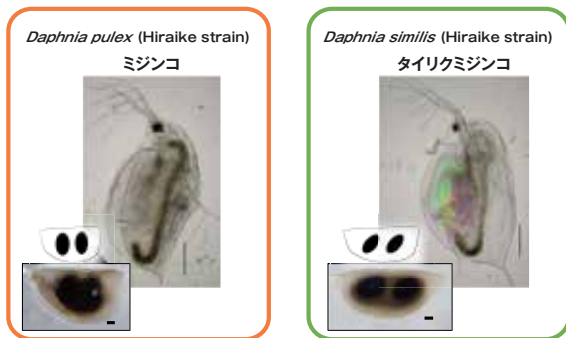 Daphnia pulex (Hiraike strain)
ミジンコ
Daphnia similis (Hiraike strain)
タイリクミジンコ